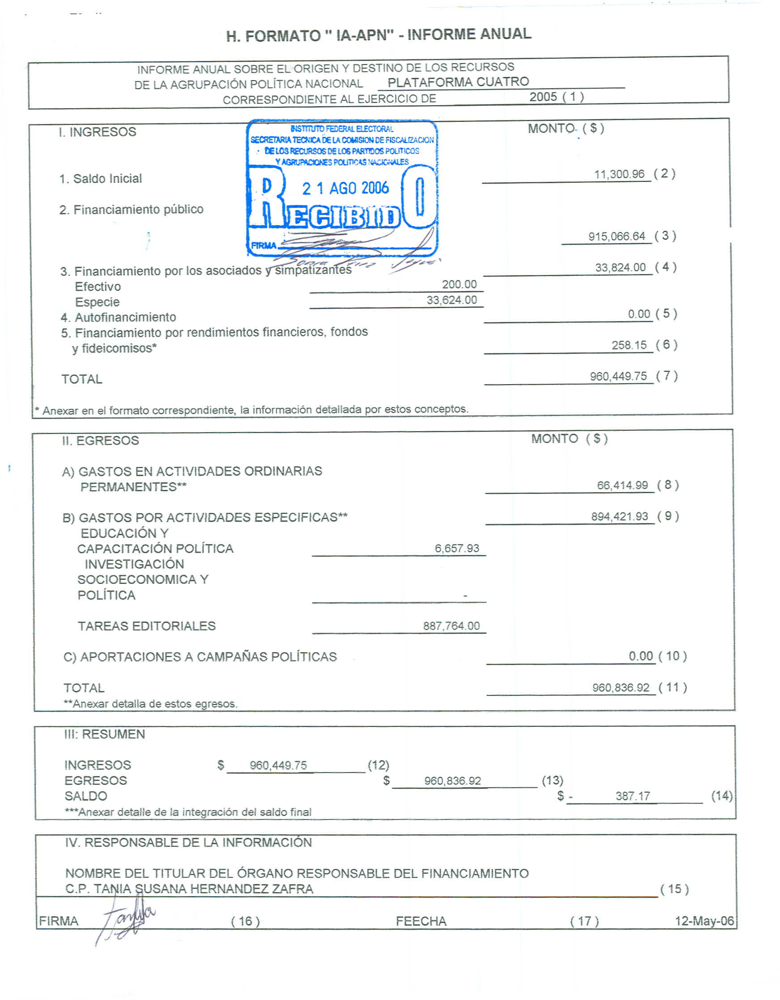 H. FORMATO " IA-APN" - INFORME ANUAL
INFORME ANUAL SOBRE EL ORIGEN Y DESTINO DE LOS RECURSOS
DE LA AGRUPACIÓN POLÍTICA NACIONAL PLATAFORMA CUATRO
CORRESPONDIENTE AL EJERCICIO DE 2005 ( 1 )
I. INGRESOS MONTO ( $ )
INSTITUTO FEDERAL ELECTORAL
SECRETARIA TECNICA DE LA COMISION DE FISCALIZACION
DE LOS RECURSOS DE LOS PARTIDOS POLITICOS
Y AGRUPACIONES POLITICAS NACIONALES
21 AGO 2006
RECIBIDO
FIRMA
1. Saldo Inicial 11,300.96 ( 2 )
2. Financiamiento público
915,066.64 ( 3 )
3. Financiamiento por los asociados y simpatizantes 33,824.00 ( 4 )
Efectivo 200.00
Especie 33,624.00
4. Autofinancimiento 0.00 ( 5 )
5. Financiamiento por rendimientos financieros, fondos
y fideicomisos* 258.15 ( 6 )
TOTAL 960,449.75 ( 7 )
* Anexar en el formato correspondiente, la información detallada por estos conceptos.
II. EGRESOS MONTO ( $ )
A) GASTOS EN ACTIVIDADES ORDINARIAS
PERMANENTES** 66,414.99 ( 8 )
B) GASTOS POR ACTIVIDADES ESPECIFICAS** 894,421.93 ( 9 )
EDUCACIÓN Y
CAPACITACIÓN POLÍTICA 6,657.93
INVESTIGACIÓN
SOCIOECONOMICA Y
POLÍTICA -
TAREAS EDITORIALES 887,764.00
C) APORTACIONES A CAMPAÑAS POLÍTICAS 0.00 ( 10 )
TOTAL 960,836.92 ( 11 )
**Anexar detalla de estos egresos.
III: RESUMEN
INGRESOS $ 960,449.75 (12)
EGRESOS $ 960,836.92 (13)
SALDO $ - 387.17 (14)
***Anexar detalle de la integración del saldo final
IV. RESPONSABLE DE LA INFORMACIÓN
NOMBRE DEL TITULAR DEL ÓRGANO RESPONSABLE DEL FINANCIAMIENTO
C.P. TANIA SUSANA HERNANDEZ ZAFRA ( 15 )
FIRMA ( 16 ) FEECHA ( 17 ) 12-May-06